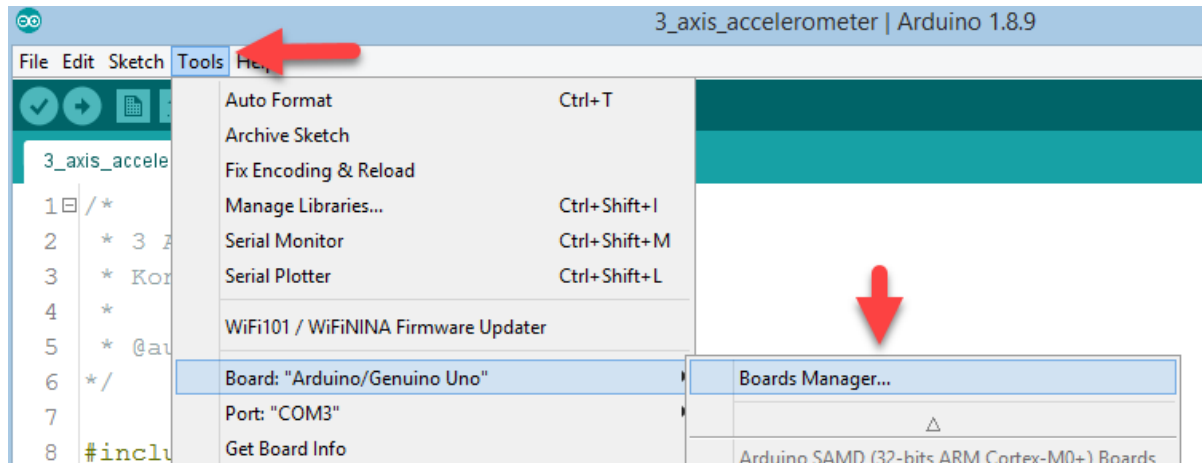 3_axis_accelerometer | Arduino 1.8.9
File Edit Sketch Tools
Auto Format Ctrl+T
Archive Sketch
3_axis_accele
Fix Encoding & Reload
1 /*
Manage Libraries... Ctrl+Shift+I
2 * 3
Serial Monitor Ctrl+Shift+M
3 * Kor
Serial Plotter Ctrl+Shift+L
4 *
WiFi101 / WiFiNINA Firmware Updater
5 * @au
6 */
Board: "Arduino/Genuino Uno" Boards Manager...
7
Port: "COM3"
8 #inclu
Get Board Info
Arduino SAMD (32-bits ARM Cortex-M0+) Boards